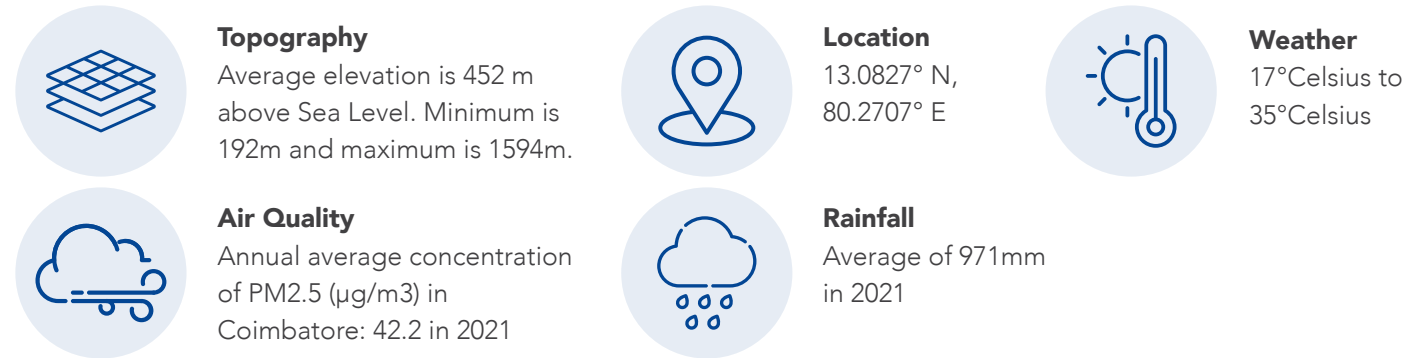 Topography
Average elevation is 452 m
above Sea Level. Minimum is
192m and maximum is 1594m.
Location
13.0827° N,
80.2707° E
Weather
17°Celsius to
35°Celsius
Air Quality
Annual average concentration
of PM2.5 (μg/m3) in
Coimbatore: 42.2 in 2021
Rainfall
Average of 971mm
in 2021